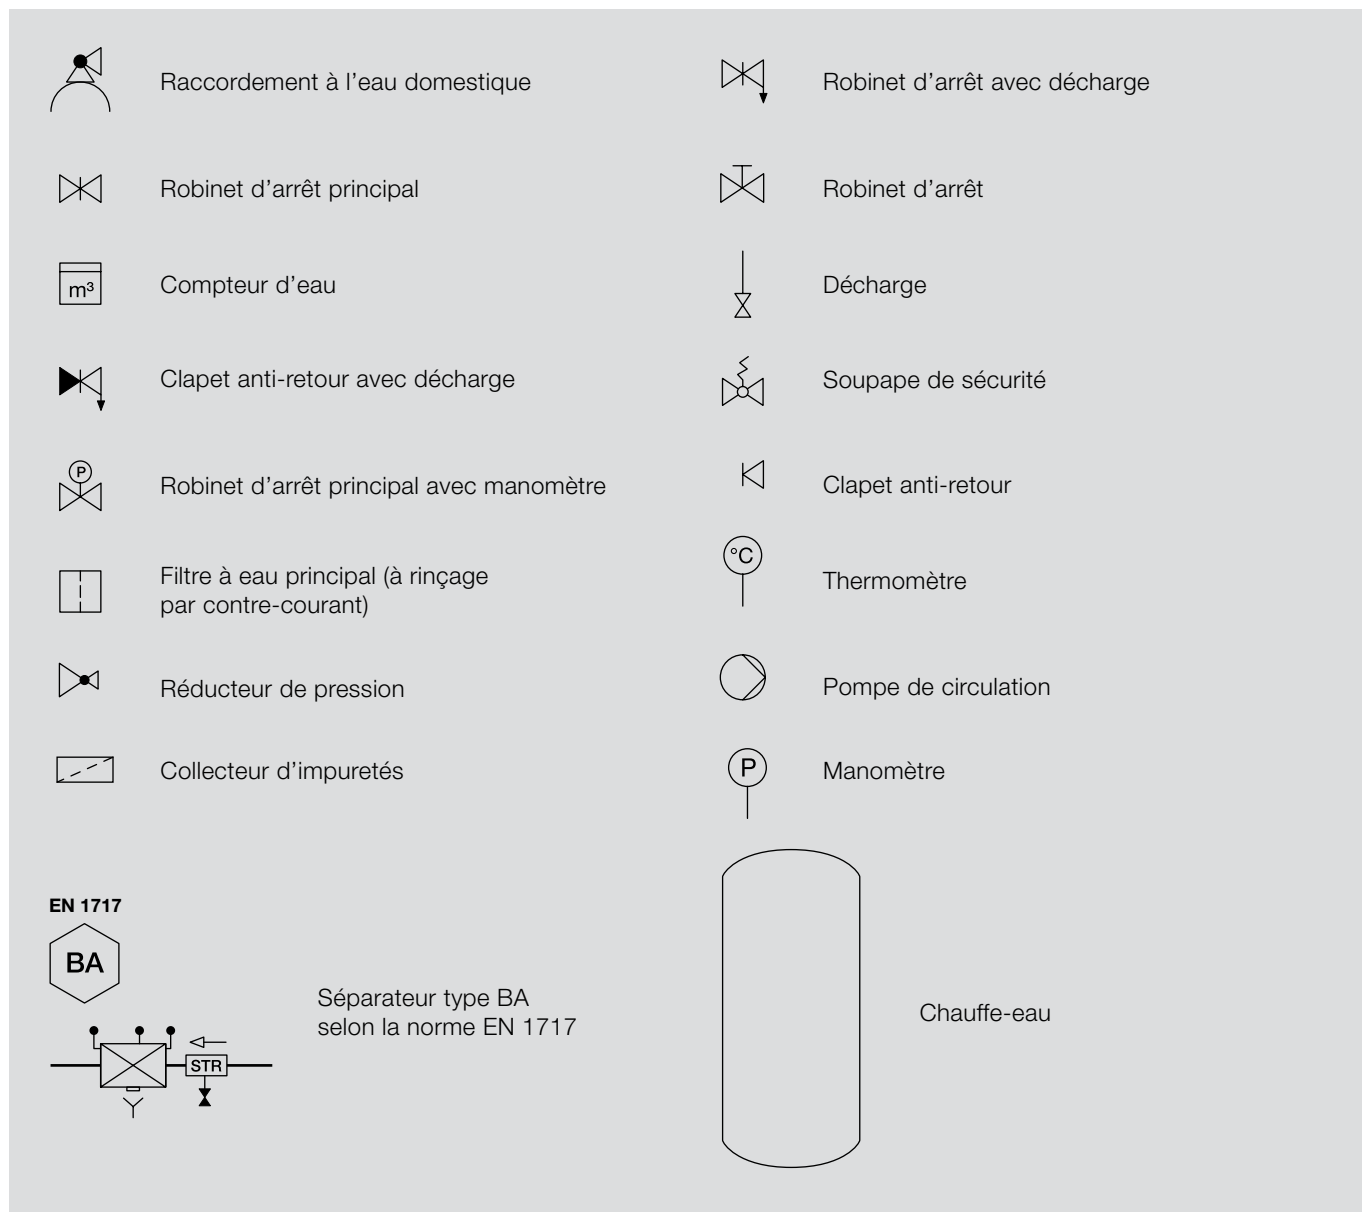 Raccordement à l’eau domestique
Robinet d’arrêt principal
m³
Compteur d’eau
Clapet anti-retour avec décharge
P
Robinet d’arrêt principal avec manomètre
Filtre à eau principal (à rinçage
par contre-courant)
Réducteur de pression
Collecteur d’impuretés
EN 1717
BA
STR
Séparateur type BA
selon la norme EN 1717
Robinet d’arrêt avec décharge
Robinet d’arrêt
Décharge
Soupape de sécurité
Clapet anti-retour
°C
Thermomètre
Pompe de circulation
P
Manomètre
Chauffe-eau